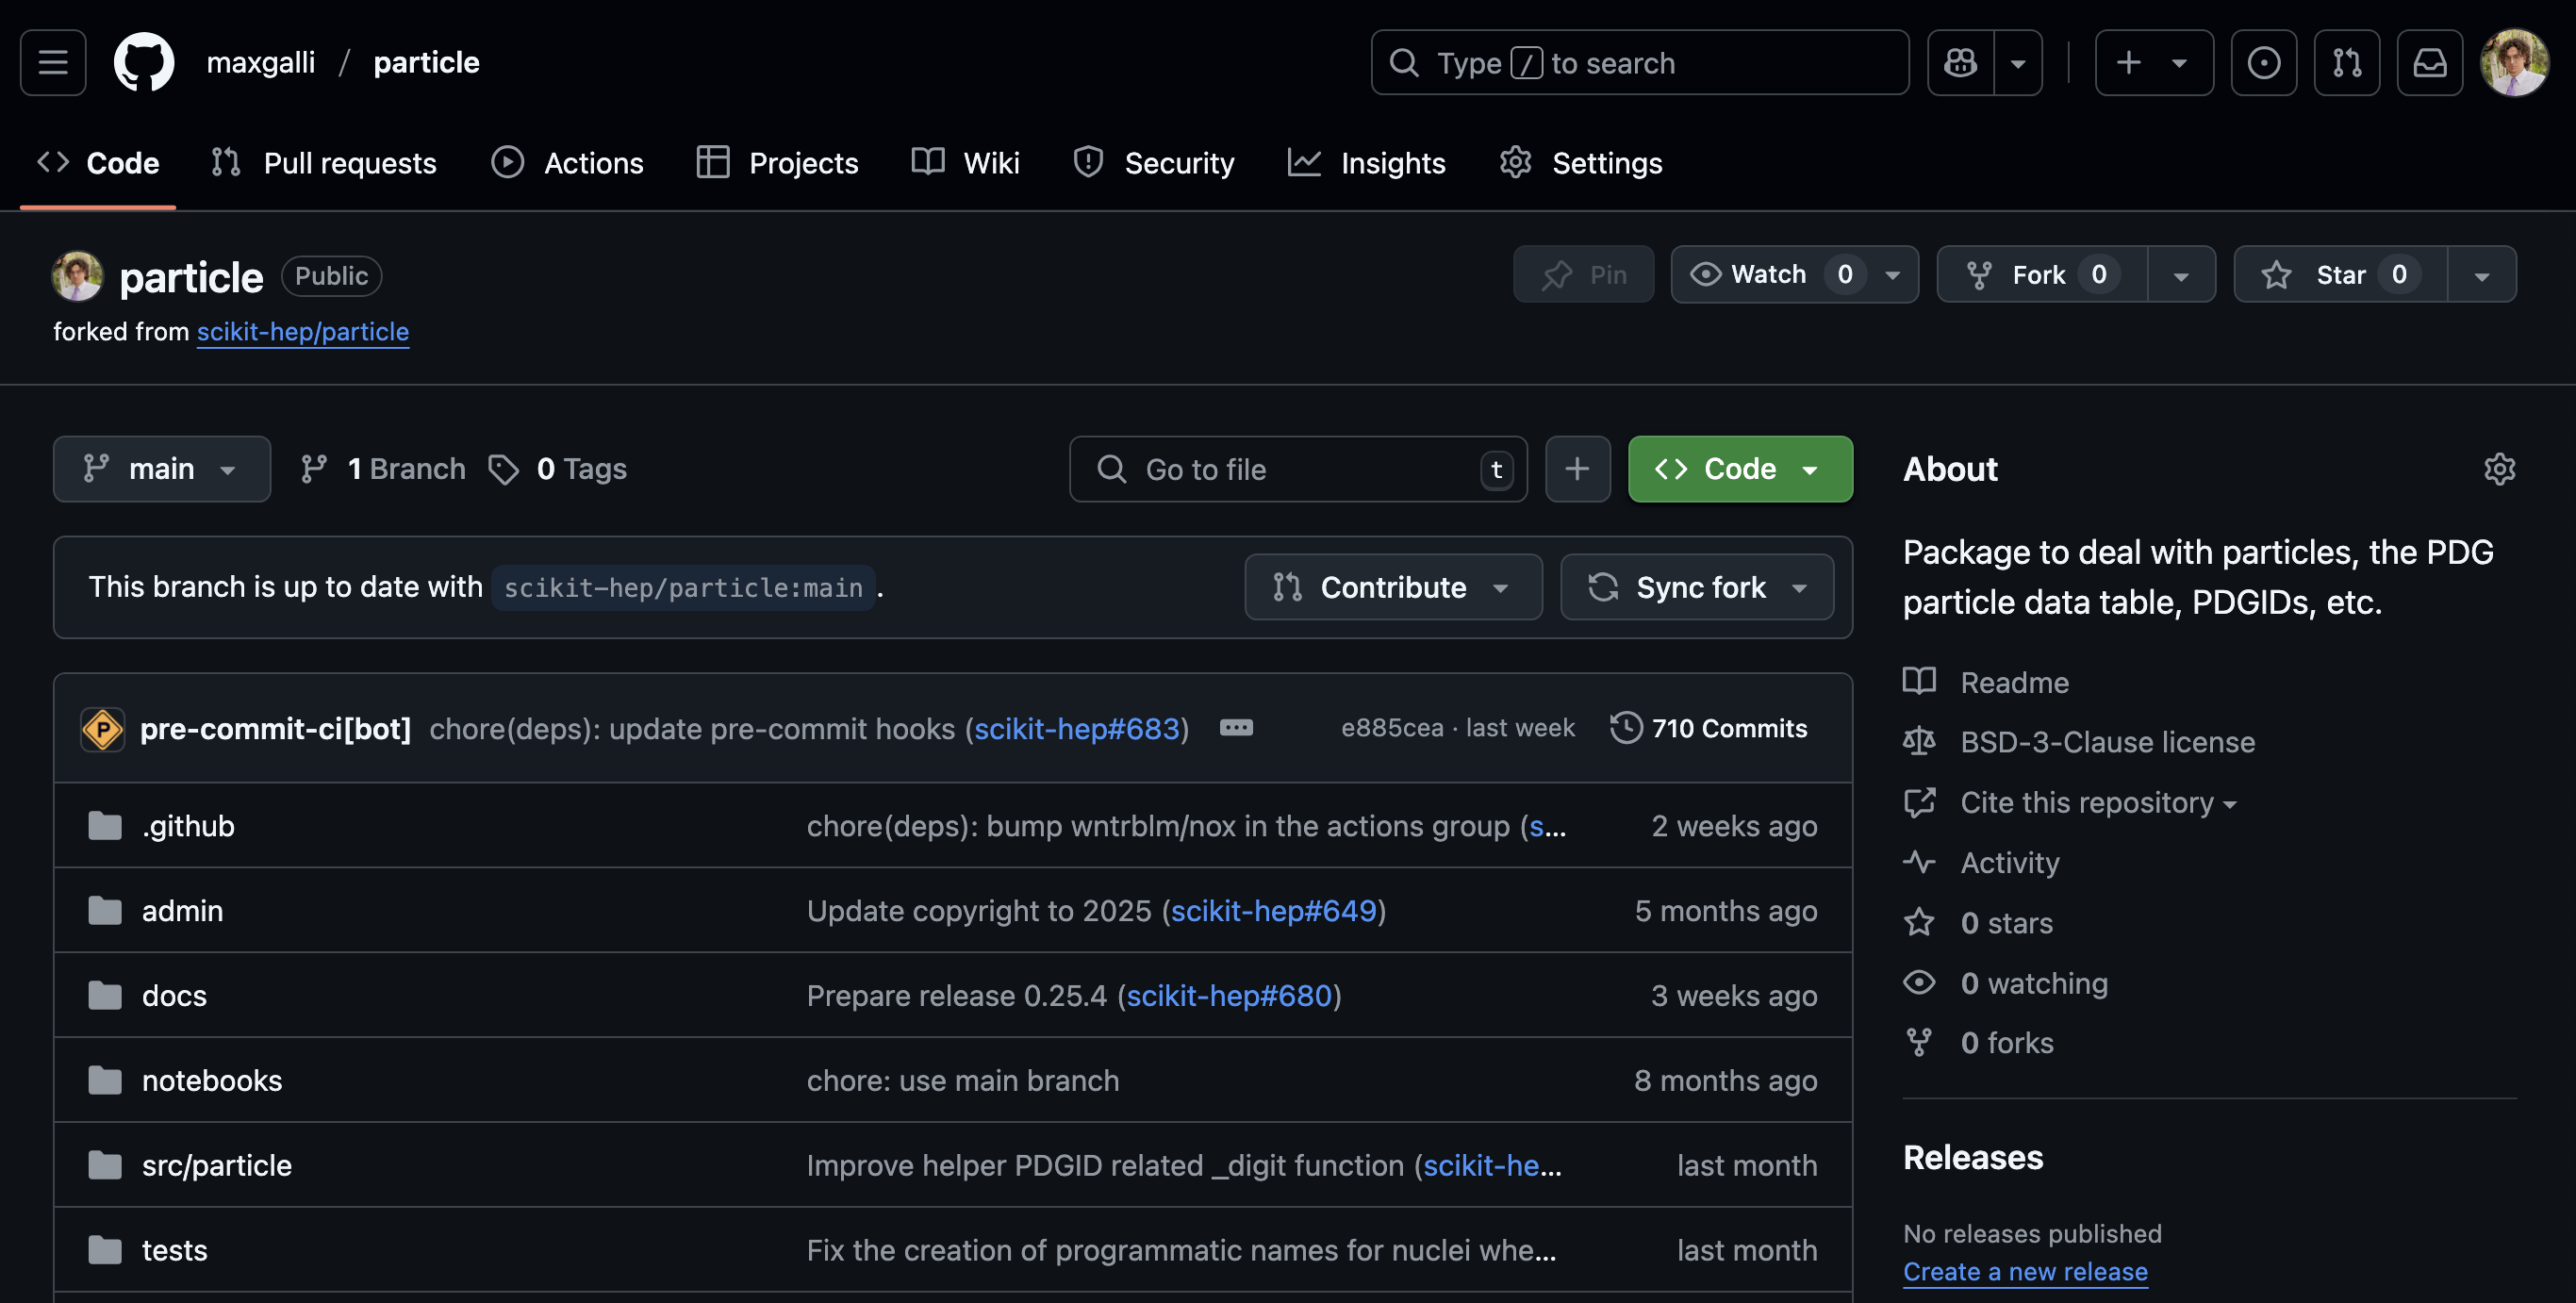 maxgalli / particle
Type / to search
Code Pull requests Actions Projects Wiki Security Insights Settings
particle Public
Pin Watch 0 Fork 0 Star 0
forked from scikit-hep/particle
main 1 Branch 0 Tags
Go to file t
Code
This branch is up to date with scikit-hep/particle:main .
Contribute Sync fork
pre-commit-ci[bot] chore(deps): update pre-commit hooks (scikit-hep#683) e885cea · last week 710 Commits
.github chore(deps): bump wntrblm/nox in the actions group (s... 2 weeks ago
admin Update copyright to 2025 (scikit-hep#649) 5 months ago
docs Prepare release 0.25.4 (scikit-hep#680) 3 weeks ago
notebooks chore: use main branch 8 months ago
src/particle Improve helper PDGID related _digit function (scikit-he... last month
tests Fix the creation of programmatic names for nuclei whe... last month
About
Package to deal with particles, the PDG
particle data table, PDGIDs, etc.
Readme
BSD-3-Clause license
Cite this repository
Activity
0 stars
0 watching
0 forks
Releases
No releases published
Create a new release